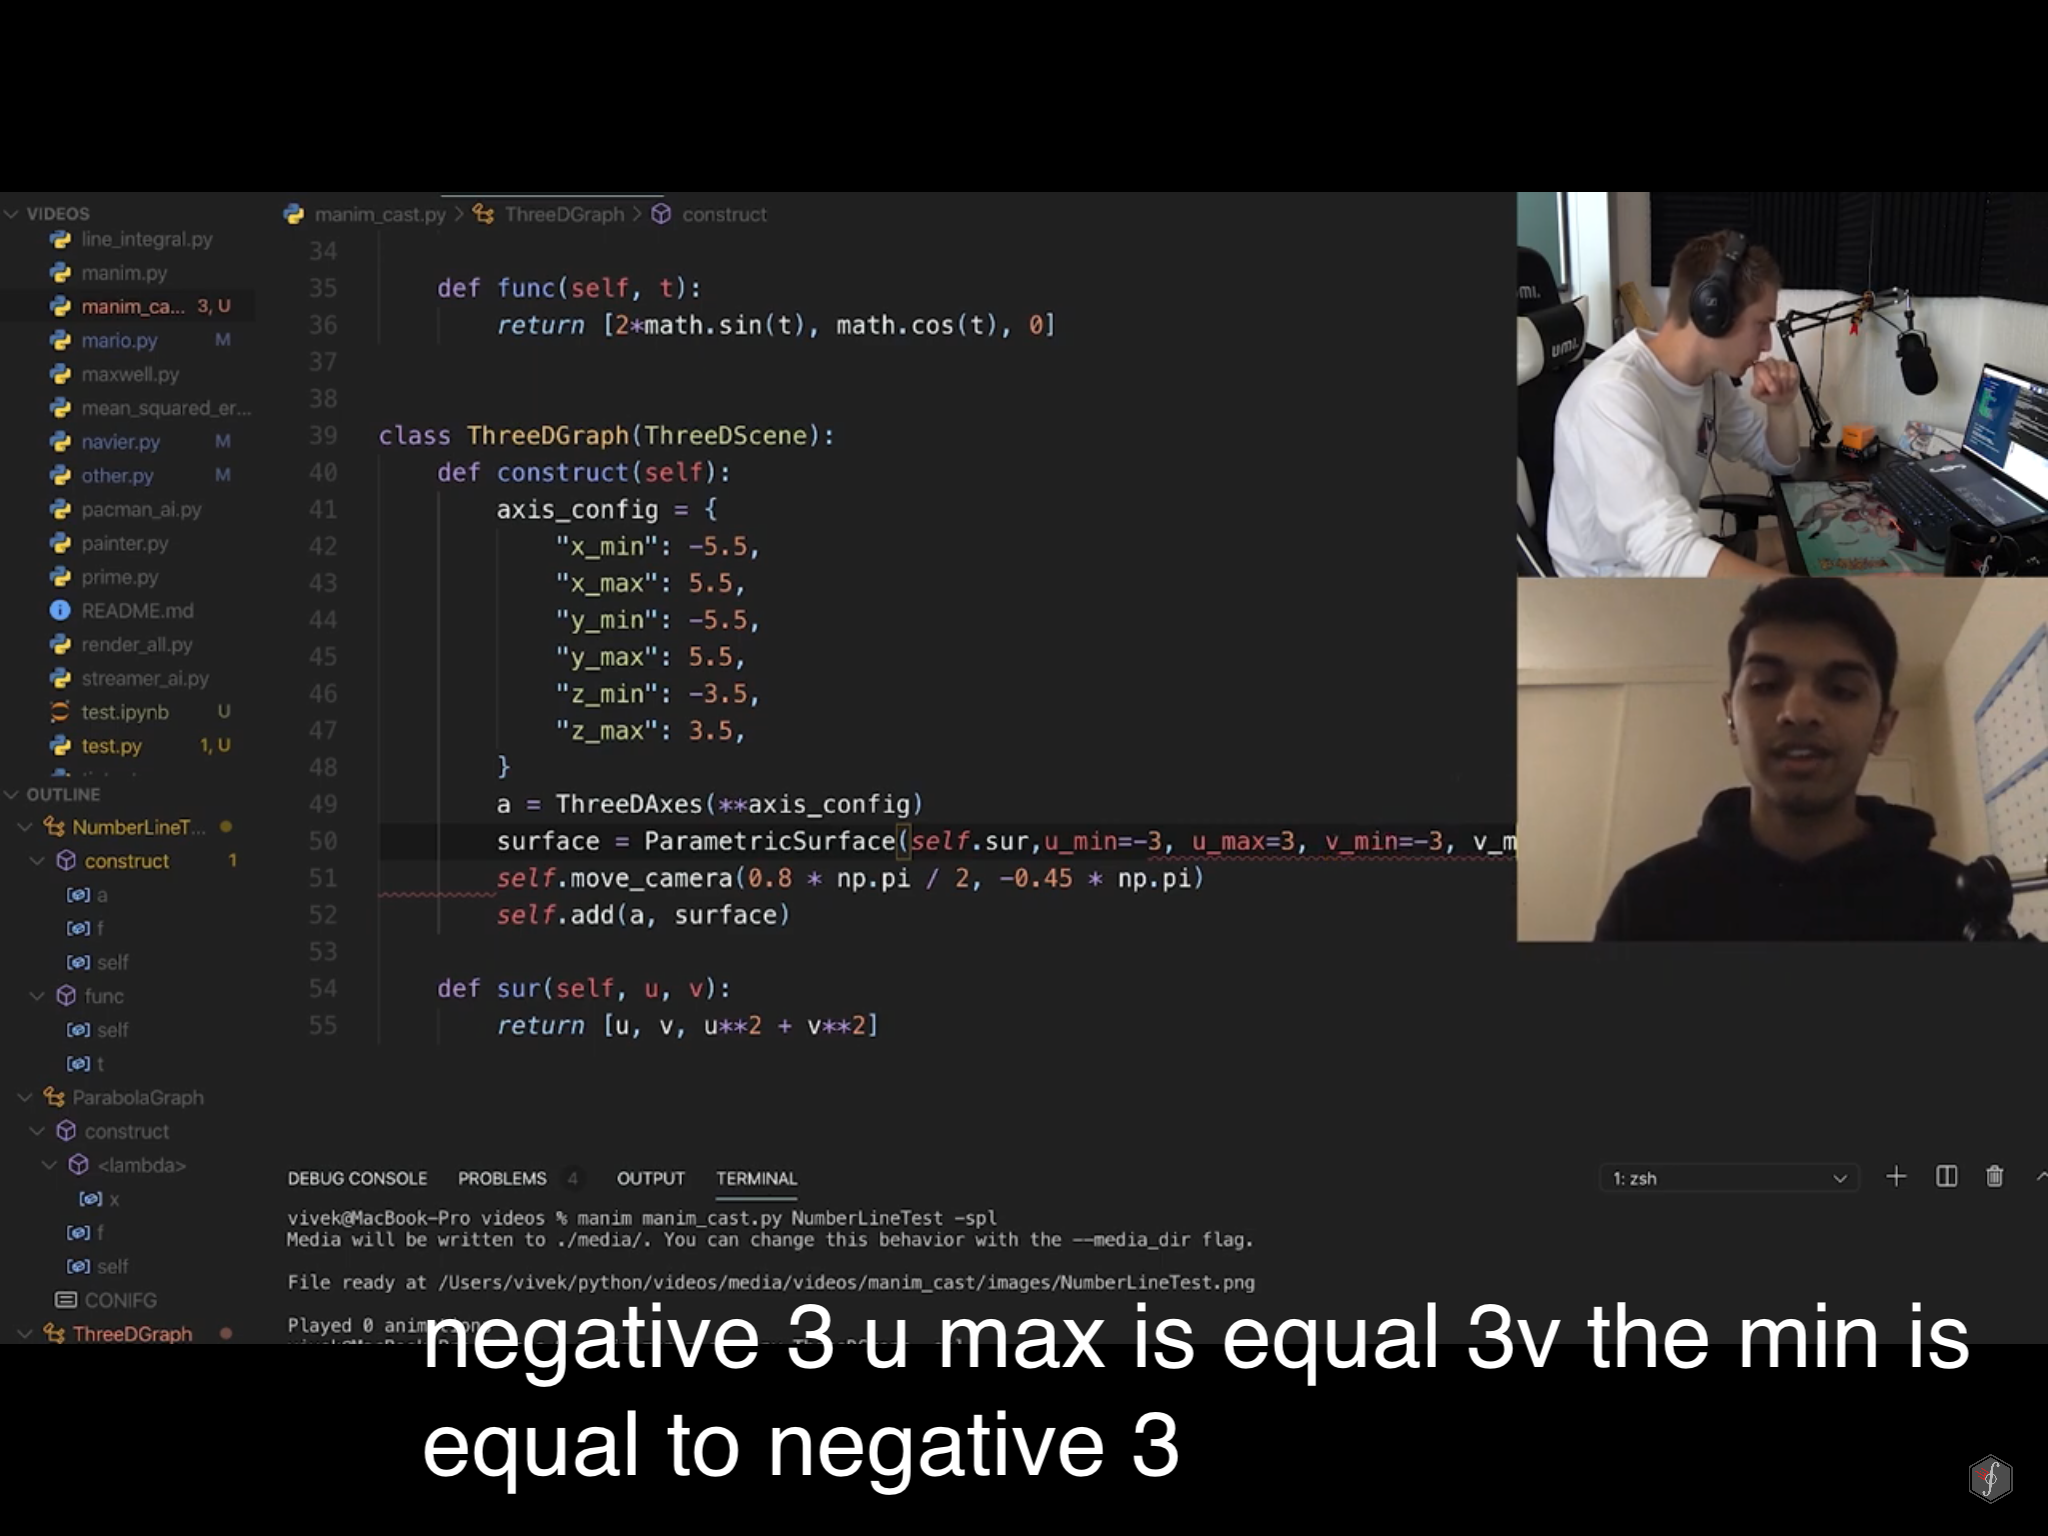 VIDEOS
line_integral.py
manim.py
manim_ca... 3, U
mario.py M
maxwell.py
mean_squared_er...
navier.py M
other.py M
pacman_ai.py
painter.py
prime.py
README.md
render_all.py
streamer_ai.py
test.ipynb U
test.py 1, U
OUTLINE
NumberLineT...
construct 1
a
f
self
func
self
t
ParabolaGraph
construct
<lambda>
x
f
self
CONIFG
ThreeDGraph
manim_cast.py > ThreeDGraph > construct
34
35 def func(self, t):
36 return [2*math.sin(t), math.cos(t), 0]
37
38
39 class ThreeDGraph(ThreeDScene):
40 def construct(self):
41 axis_config = {
42 "x_min": -5.5,
43 "x_max": 5.5,
44 "y_min": -5.5,
45 "y_max": 5.5,
46 "z_min": -3.5,
47 "z_max": 3.5,
48 }
49 a = ThreeDAxes(**axis_config)
50 surface = ParametricSurface(self.sur,u_min=-3, u_max=3, v_min=-3, v_m
51 self.move_camera(0.8 * np.pi / 2, -0.45 * np.pi)
52 self.add(a, surface)
53
54 def sur(self, u, v):
55 return [u, v, u**2 + v**2]
DEBUG CONSOLE PROBLEMS 4 OUTPUT TERMINAL 1: zsh
vivek@MacBook-Pro videos % manim manim_cast.py NumberLineTest -spl
Media will be written to ./media/. You can change this behavior with the --media_dir flag.
File ready at /Users/vivek/python/videos/media/videos/manim_cast/images/NumberLineTest.png
Played 0
negative 3 u max is equal 3v the min is
equal to negative 3